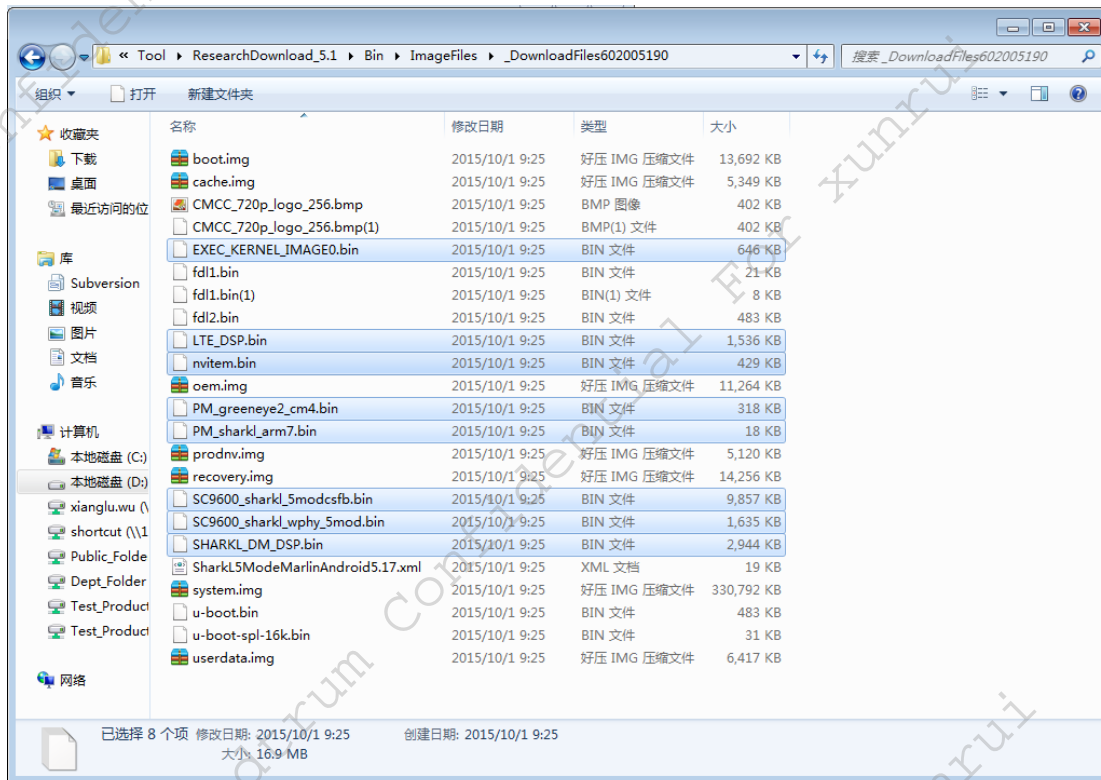 « Tool ▸ ResearchDownload_5.1 ▸ Bin ▸ ImageFiles ▸ _DownloadFiles602005190
搜索 _DownloadFiles602005190
组织 打开 新建文件夹
名称 修改日期 类型 大小
收藏夹
下载
桌面
最近访问的位
库
Subversion
视频
图片
文档
音乐
计算机
本地磁盘 (C:)
本地磁盘 (D:)
xianglu.wu (\
shortcut (\\1
Public_Folde
Dept_Folder
Test_Product
Test_Product
网络
boot.img 2015/10/1 9:25 好压 IMG 压缩文件 13,692 KB
cache.img 2015/10/1 9:25 好压 IMG 压缩文件 5,349 KB
CMCC_720p_logo_256.bmp 2015/10/1 9:25 BMP 图像 402 KB
CMCC_720p_logo_256.bmp(1) 2015/10/1 9:25 BMP(1) 文件 402 KB
EXEC_KERNEL_IMAGE0.bin 2015/10/1 9:25 BIN 文件 646 KB
fdl1.bin 2015/10/1 9:25 BIN 文件 21 KB
fdl1.bin(1) 2015/10/1 9:25 BIN(1) 文件 8 KB
fdl2.bin 2015/10/1 9:25 BIN 文件 483 KB
LTE_DSP.bin 2015/10/1 9:25 BIN 文件 1,536 KB
nvitem.bin 2015/10/1 9:25 BIN 文件 429 KB
oem.img 2015/10/1 9:25 好压 IMG 压缩文件 11,264 KB
PM_greeneye2_cm4.bin 2015/10/1 9:25 BIN 文件 318 KB
PM_sharkl_arm7.bin 2015/10/1 9:25 BIN 文件 18 KB
prodnv.img 2015/10/1 9:25 好压 IMG 压缩文件 5,120 KB
recovery.img 2015/10/1 9:25 好压 IMG 压缩文件 14,256 KB
SC9600_sharkl_5modcsfb.bin 2015/10/1 9:25 BIN 文件 9,857 KB
SC9600_sharkl_wphy_5mod.bin 2015/10/1 9:25 BIN 文件 1,635 KB
SHARKL_DM_DSP.bin 2015/10/1 9:25 BIN 文件 2,944 KB
SharkL5ModeMarlinAndroid5.17.xml 2015/10/1 9:25 XML 文档 19 KB
system.img 2015/10/1 9:25 好压 IMG 压缩文件 330,792 KB
u-boot.bin 2015/10/1 9:25 BIN 文件 483 KB
u-boot-spl-16k.bin 2015/10/1 9:25 BIN 文件 31 KB
userdata.img 2015/10/1 9:25 好压 IMG 压缩文件 6,417 KB
已选择 8 个项 修改日期: 2015/10/1 9:25 创建日期: 2015/10/1 9:25
大小: 16.9 MB
Confidential For xunrui